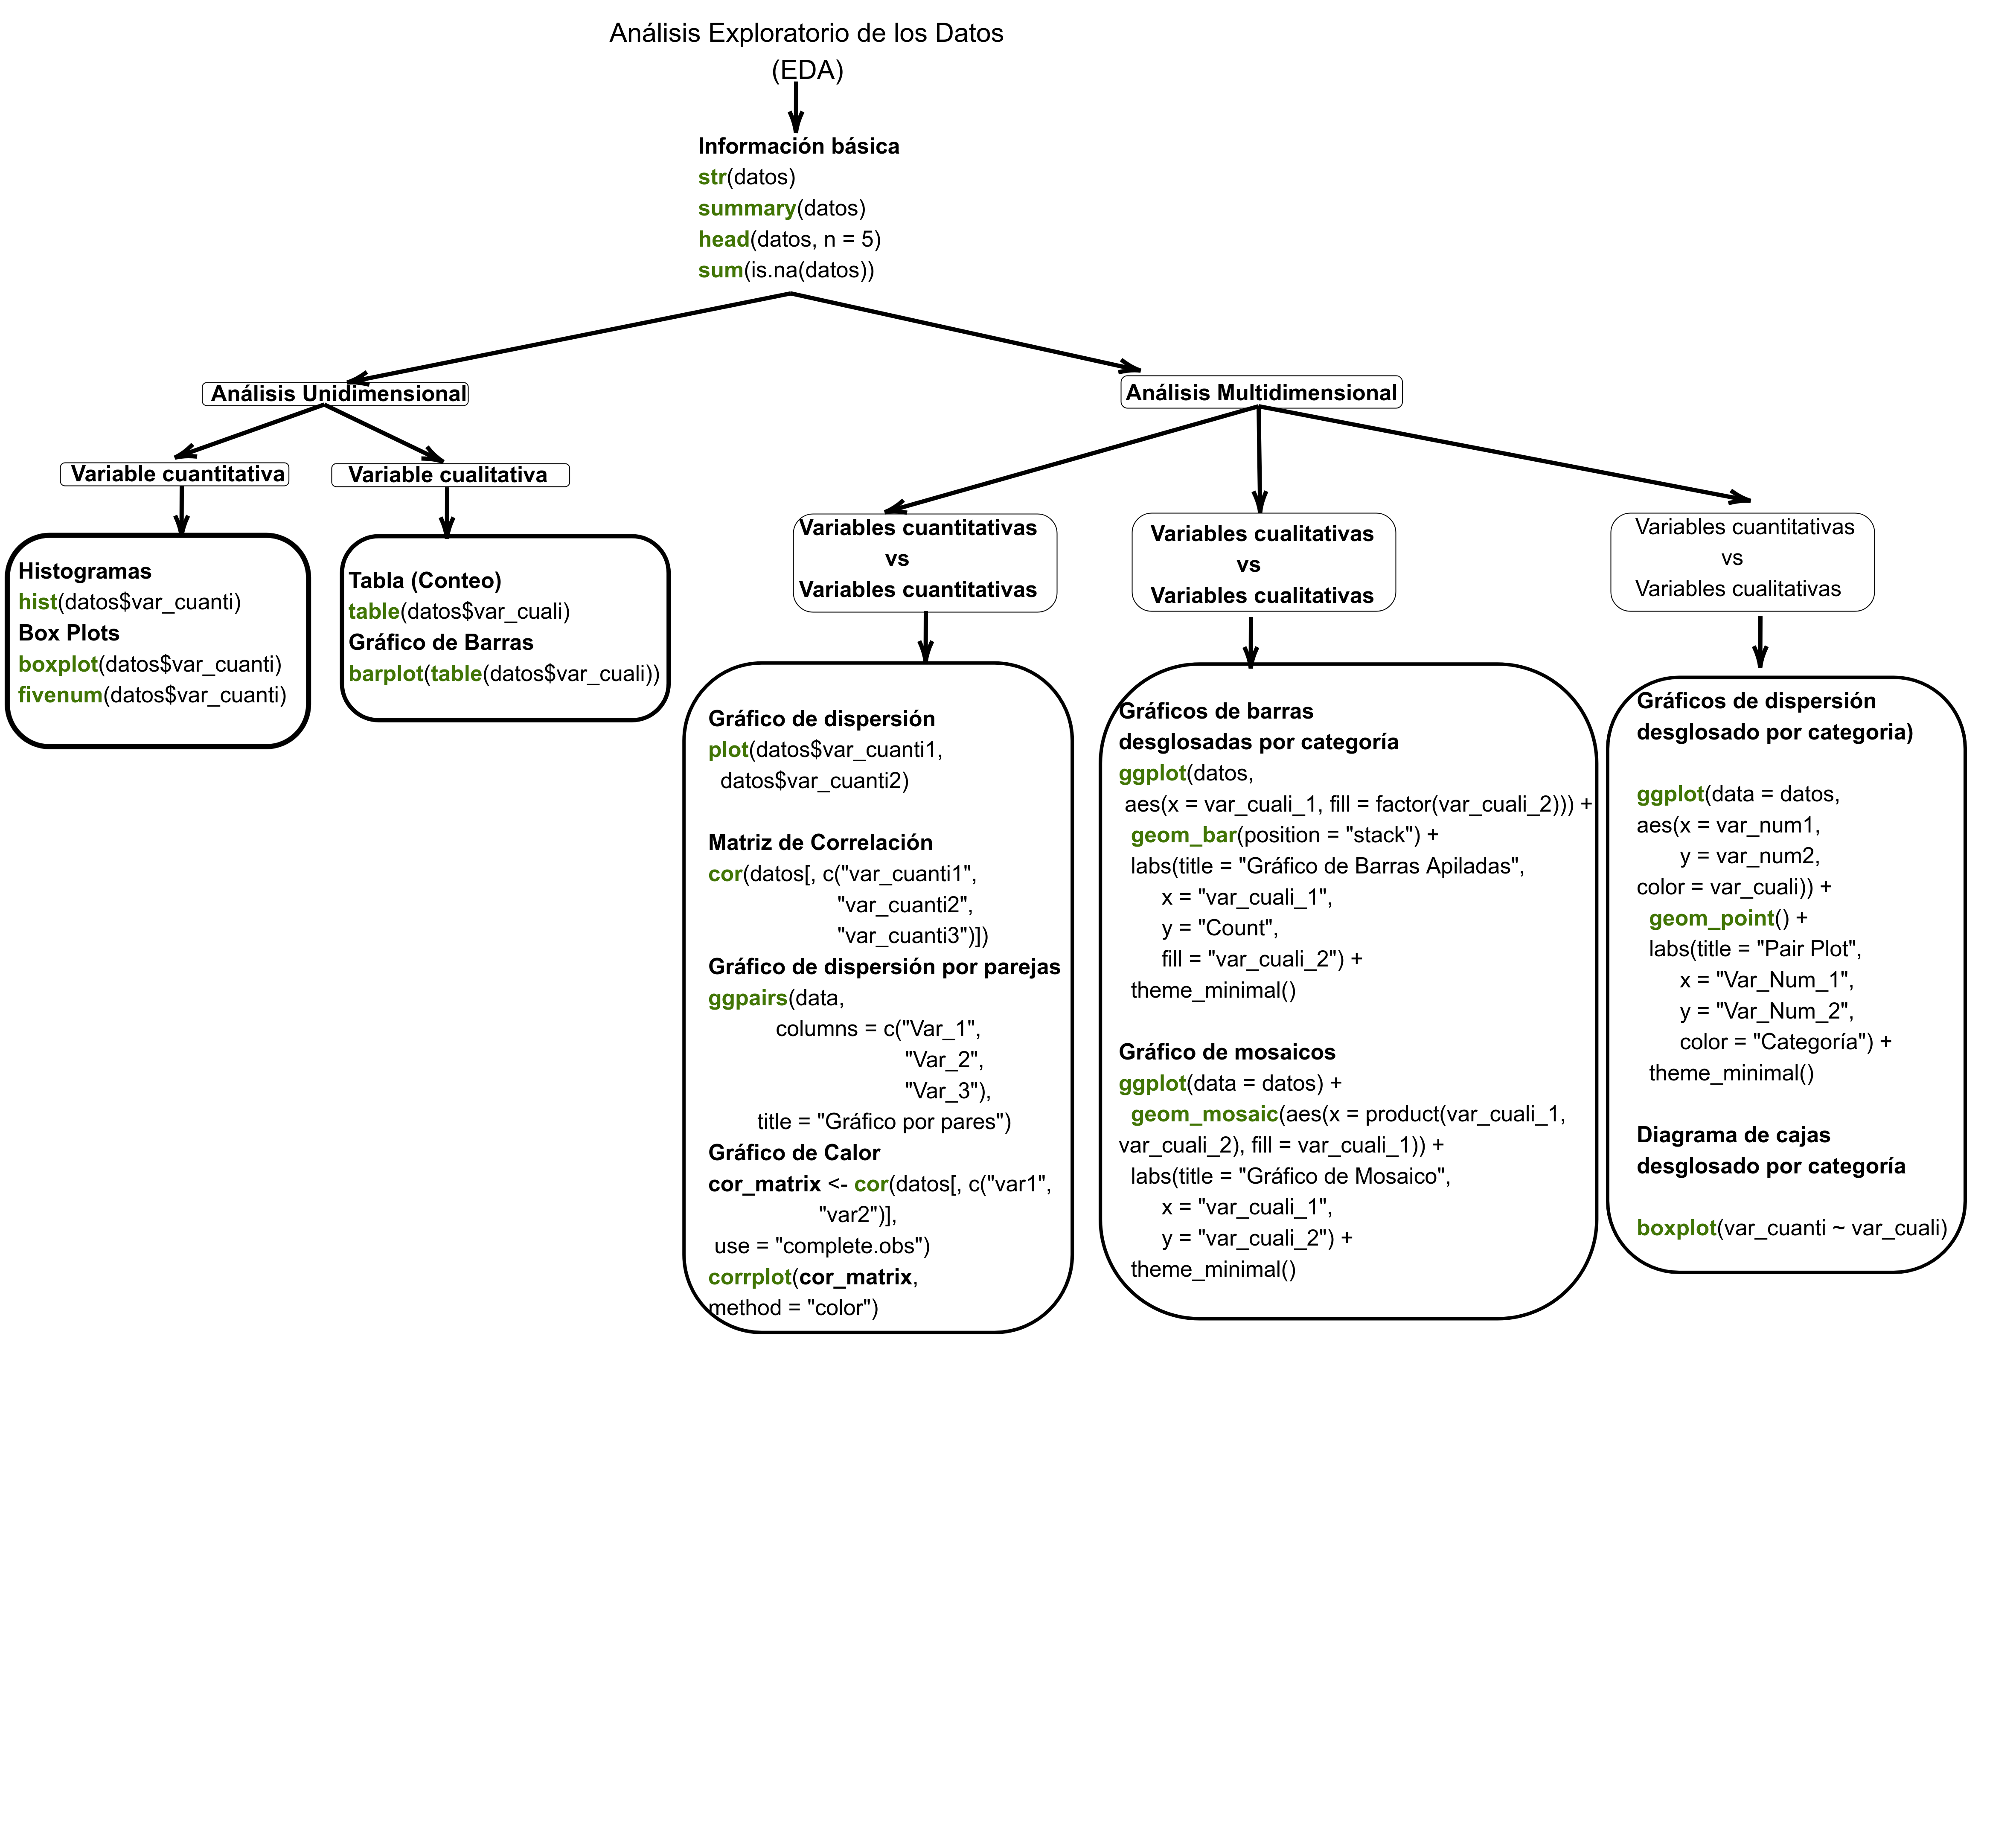 Análisis Exploratorio de los Datos
(EDA)
Información básica
str(datos)
summary(datos)
head(datos, n = 5)
sum(is.na(datos))
Análisis Unidimensional
Análisis Multidimensional
Variable cuantitativa
Variable cualitativa
Histogramas
hist(datos$var_cuanti)
Box Plots
boxplot(datos$var_cuanti)
fivenum(datos$var_cuanti)
Tabla (Conteo)
table(datos$var_cuali)
Gráfico de Barras
barplot(table(datos$var_cuali))
Variables cuantitativas
vs
Variables cuantitativas
Variables cualitativas
vs
Variables cualitativas
Variables cuantitativas
vs
Variables cualitativas
Gráfico de dispersión
plot(datos$var_cuanti1,
datos$var_cuanti2)
Matriz de Correlación
cor(datos[, c("var_cuanti1",
"var_cuanti2",
"var_cuanti3")])
Gráfico de dispersión por parejas
ggpairs(data,
columns = c("Var_1",
"Var_2",
"Var_3"),
title = "Gráfico por pares")
Gráfico de Calor
cor_matrix <- cor(datos[, c("var1",
"var2")],
use = "complete.obs")
corrplot(cor_matrix,
method = "color")
Gráficos de barras
desglosadas por categoría
ggplot(datos,
aes(x = var_cuali_1, fill = factor(var_cuali_2))) +
geom_bar(position = "stack") +
labs(title = "Gráfico de Barras Apiladas",
x = "var_cuali_1",
y = "Count",
fill = "var_cuali_2") +
theme_minimal()
Gráfico de mosaicos
ggplot(data = datos) +
geom_mosaic(aes(x = product(var_cuali_1,
var_cuali_2), fill = var_cuali_1)) +
labs(title = "Gráfico de Mosaico",
x = "var_cuali_1",
y = "var_cuali_2") +
theme_minimal()
Gráficos de dispersión
desglosado por categoria)
ggplot(data = datos,
aes(x = var_num1,
y = var_num2,
color = var_cuali)) +
geom_point() +
labs(title = "Pair Plot",
x = "Var_Num_1",
y = "Var_Num_2",
color = "Categoría") +
theme_minimal()
Diagrama de cajas
desglosado por categoría
boxplot(var_cuanti ~ var_cuali)